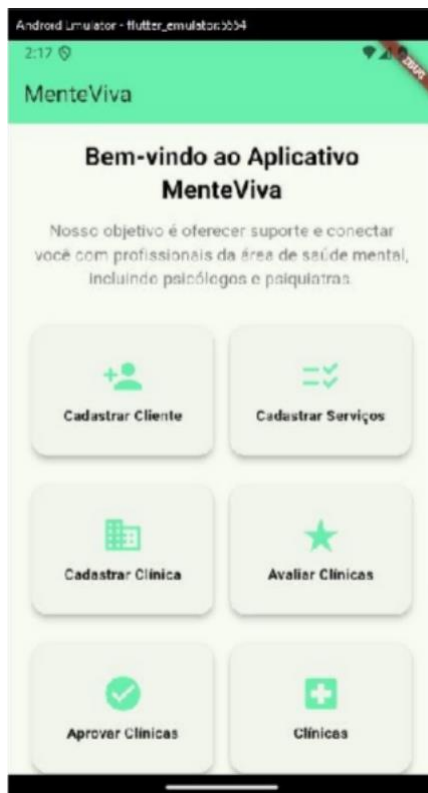 Android Emulator - flutter_emulator:5554
2:17
DEBUG
MenteViva
Bem-vindo ao Aplicativo
MenteViva
Nosso objetivo é oferecer suporte e conectar
você com profissionais da área de saúde mental,
incluindo psicólogos e psiquiatras.
Cadastrar Cliente
Cadastrar Serviços
Cadastrar Clínica
Avaliar Clínicas
Aprovar Clínicas
Clínicas